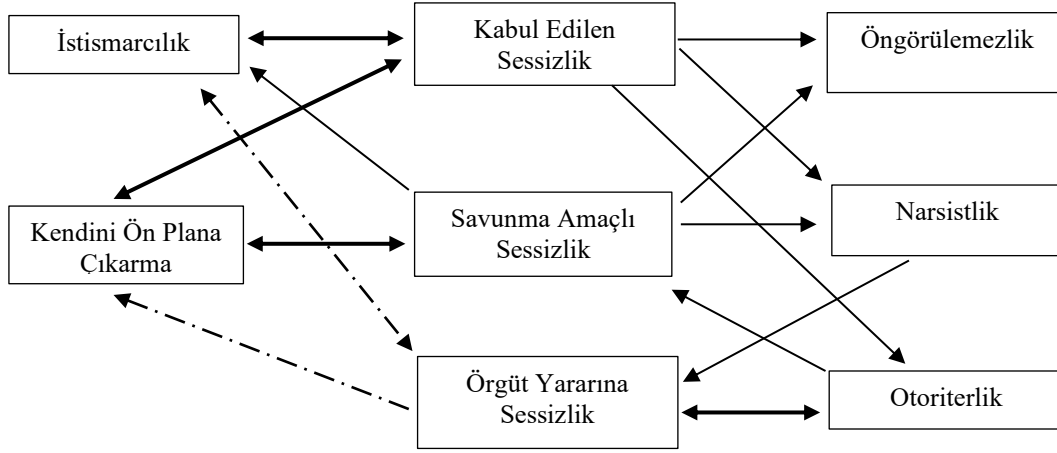 İstismarcılık
Kabul Edilen
Sessizlik
Öngörülemezlik
Kendini Ön Plana
Çıkarma
Savunma Amaçlı
Sessizlik
Narsistlik
Örgüt Yararına
Sessizlik
Otoriterlik